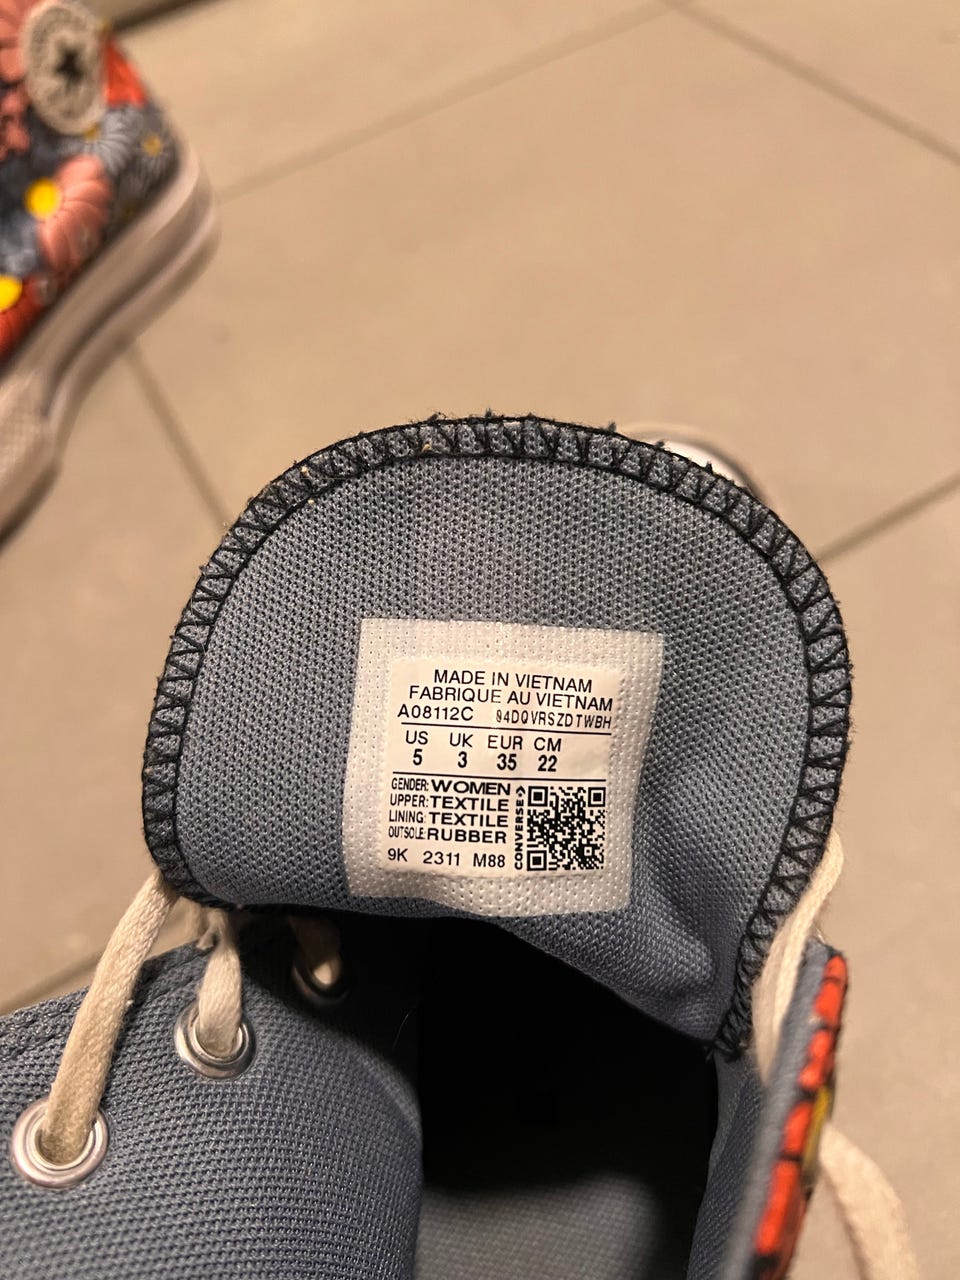 MADE IN VIETNAM
FABRIQUE AU VIETNAM
A08112C 04DQVRSZDTWBH
US UK EUR CM
5 3 35 22
GENDER: WOMEN
UPPER: TEXTILE
LINING: TEXTILE
OUTSOLE: RUBBER
CONVERSE
9K 2311 M88